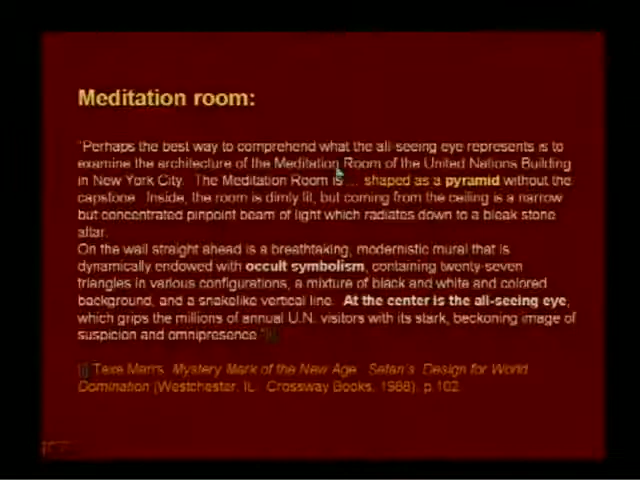 Meditation room:
"Perhaps the best way to comprehend what the all-seeing eye represents is to
examine the architecture of the Meditation Room of the United Nations Building
in New York City. The Meditation Room is ... shaped as a pyramid without the
capstone. Inside, the room is dimly lit, but coming from the ceiling is a narrow
but concentrated pinpoint beam of light which radiates down to a bleak stone
altar.
On the wall straight ahead is a breathtaking, modernistic mural that is
dynamically endowed with occult symbolism, containing twenty-seven
triangles in various configurations, a mixture of black and white and colored
background, and a snakelike vertical line. At the center is the all-seeing eye,
which grips the millions of annual U.N. visitors with its stark, beckoning image of
suspicion and omnipresence."[i]
[i] Texe Marrs. Mystery Mark of the New Age. Satan's Design for World
Domination (Westchester, IL. Crossway Books, 1988), p.102.